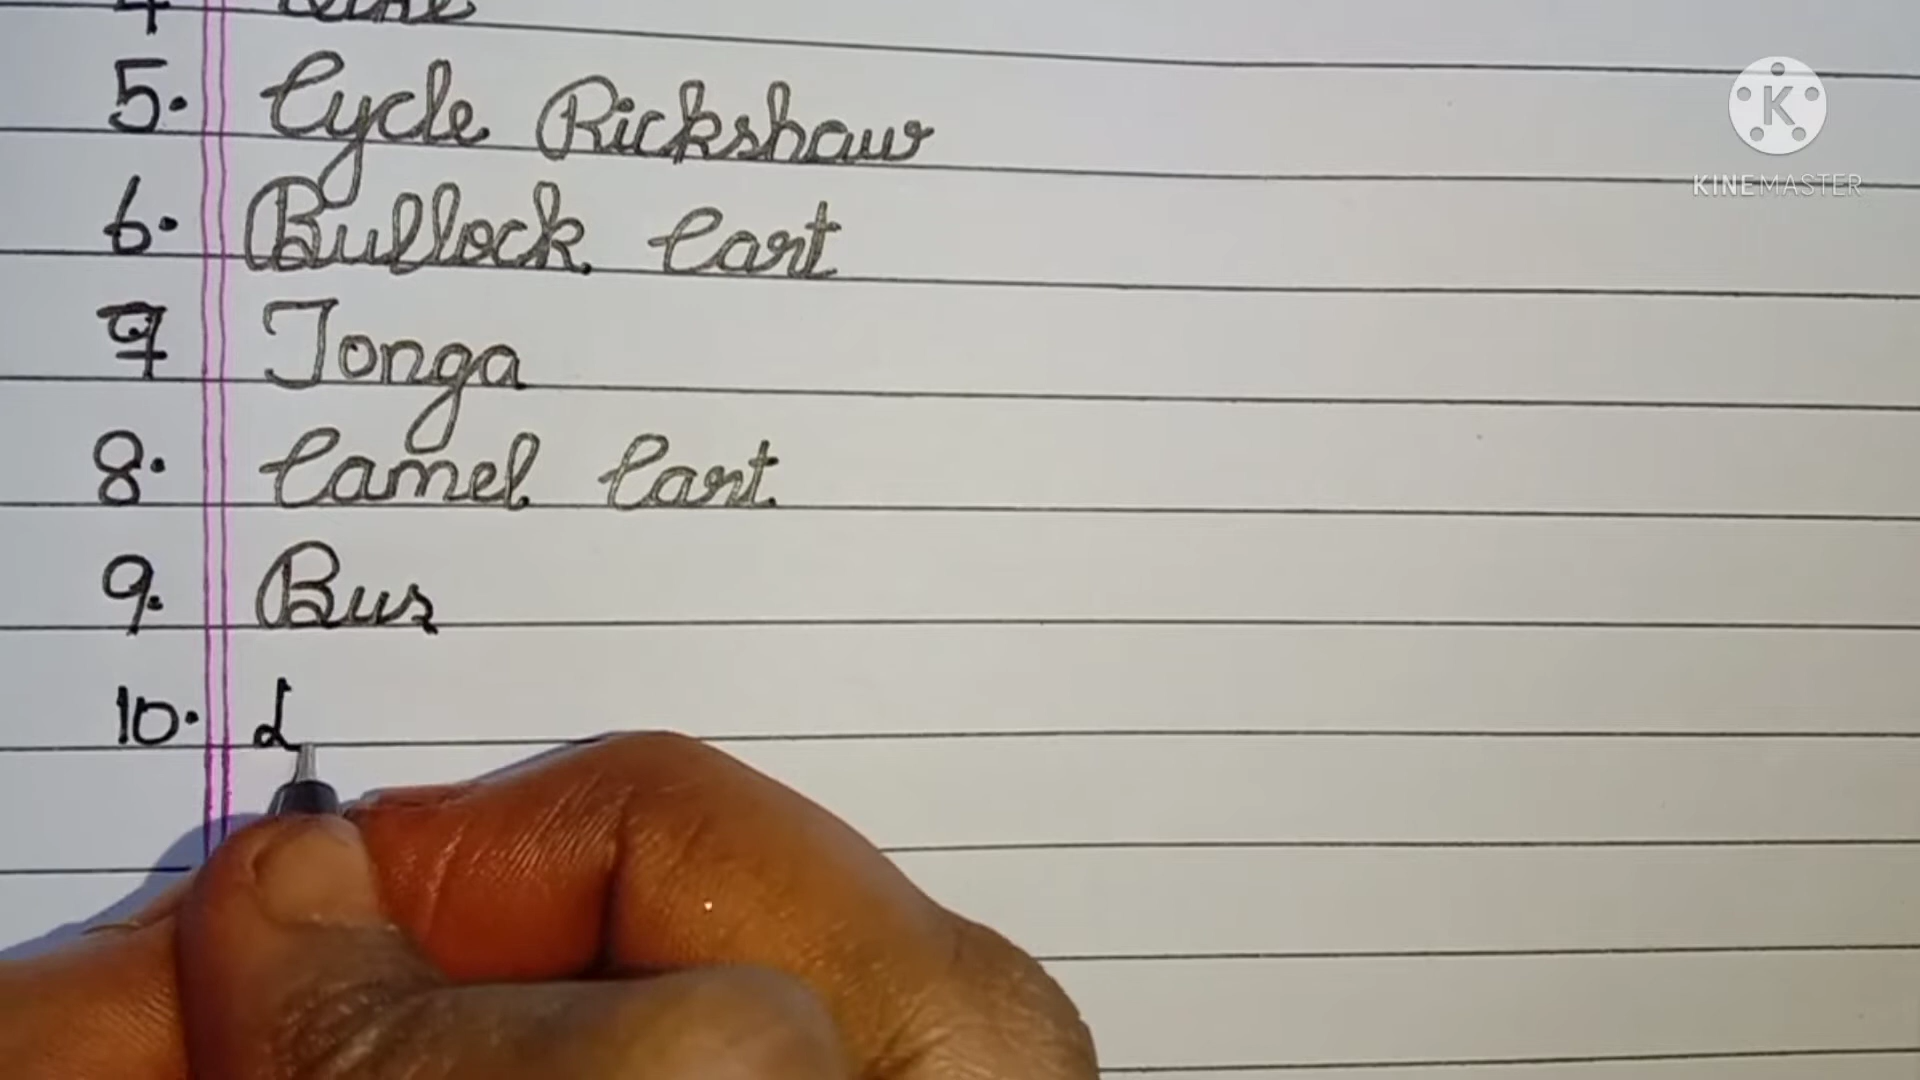 5. Cycle Rickshaw
6. Bullock Cart
7 Tonga
8. Camel Cart
9. Bus
10. L
K
KINEMASTER